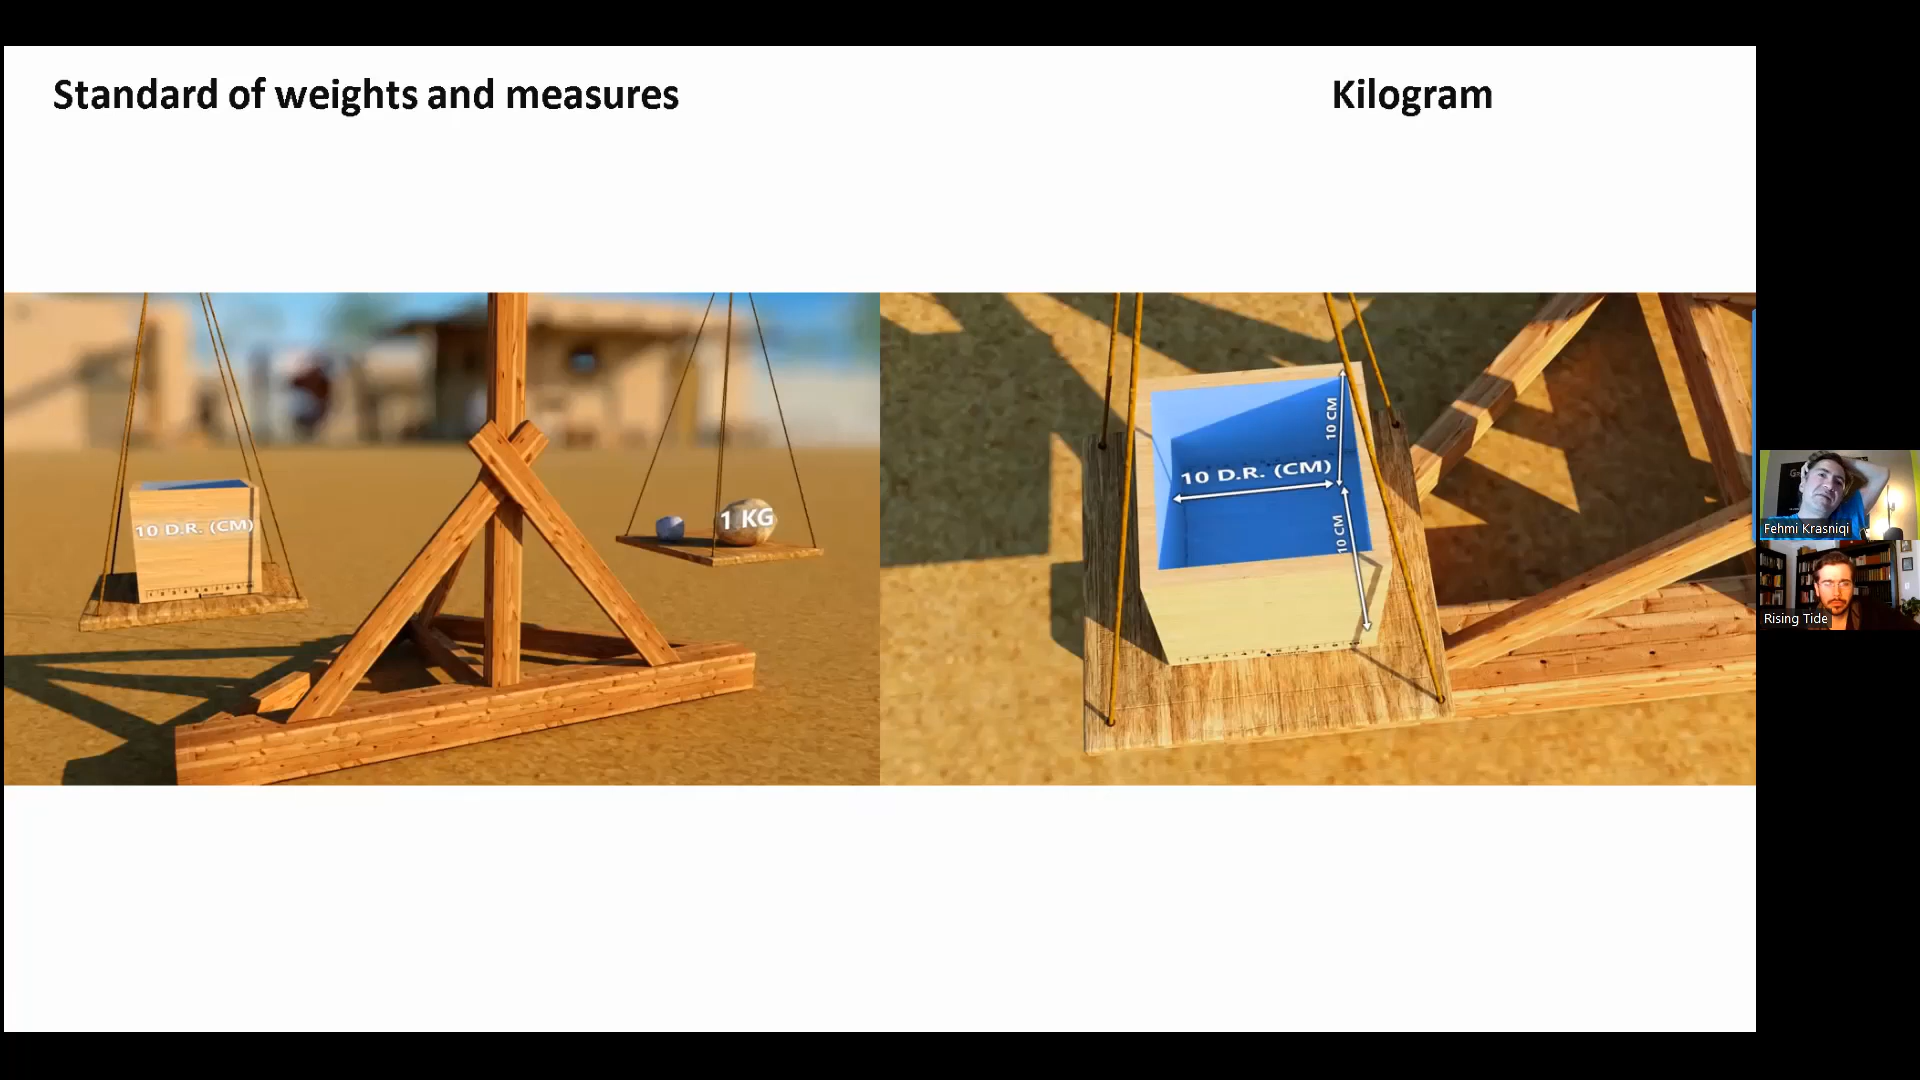 Standard of weights and measures
Kilogram
10 D.R. (CM)
1 KG
10 CM
10 D.R. (CM)
10 CM
Fehmi Krasniqi
Rising Tide